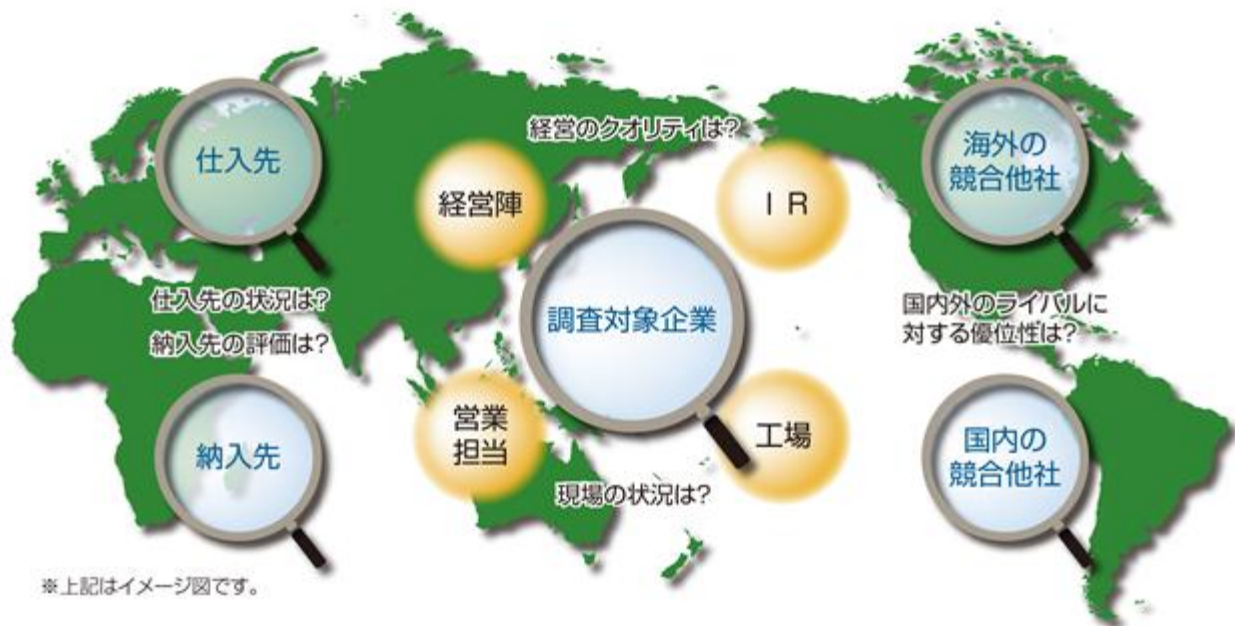 経営のクオリティは?
仕入先
経営陣
ＩＲ
海外の
競合他社
調査対象企業
仕入先の状況は?
納入先の評価は?
国内外のライバルに
対する優位性は?
納入先
営業
担当
工場
国内の
競合他社
現場の状況は?
※上記はイメージ図です。